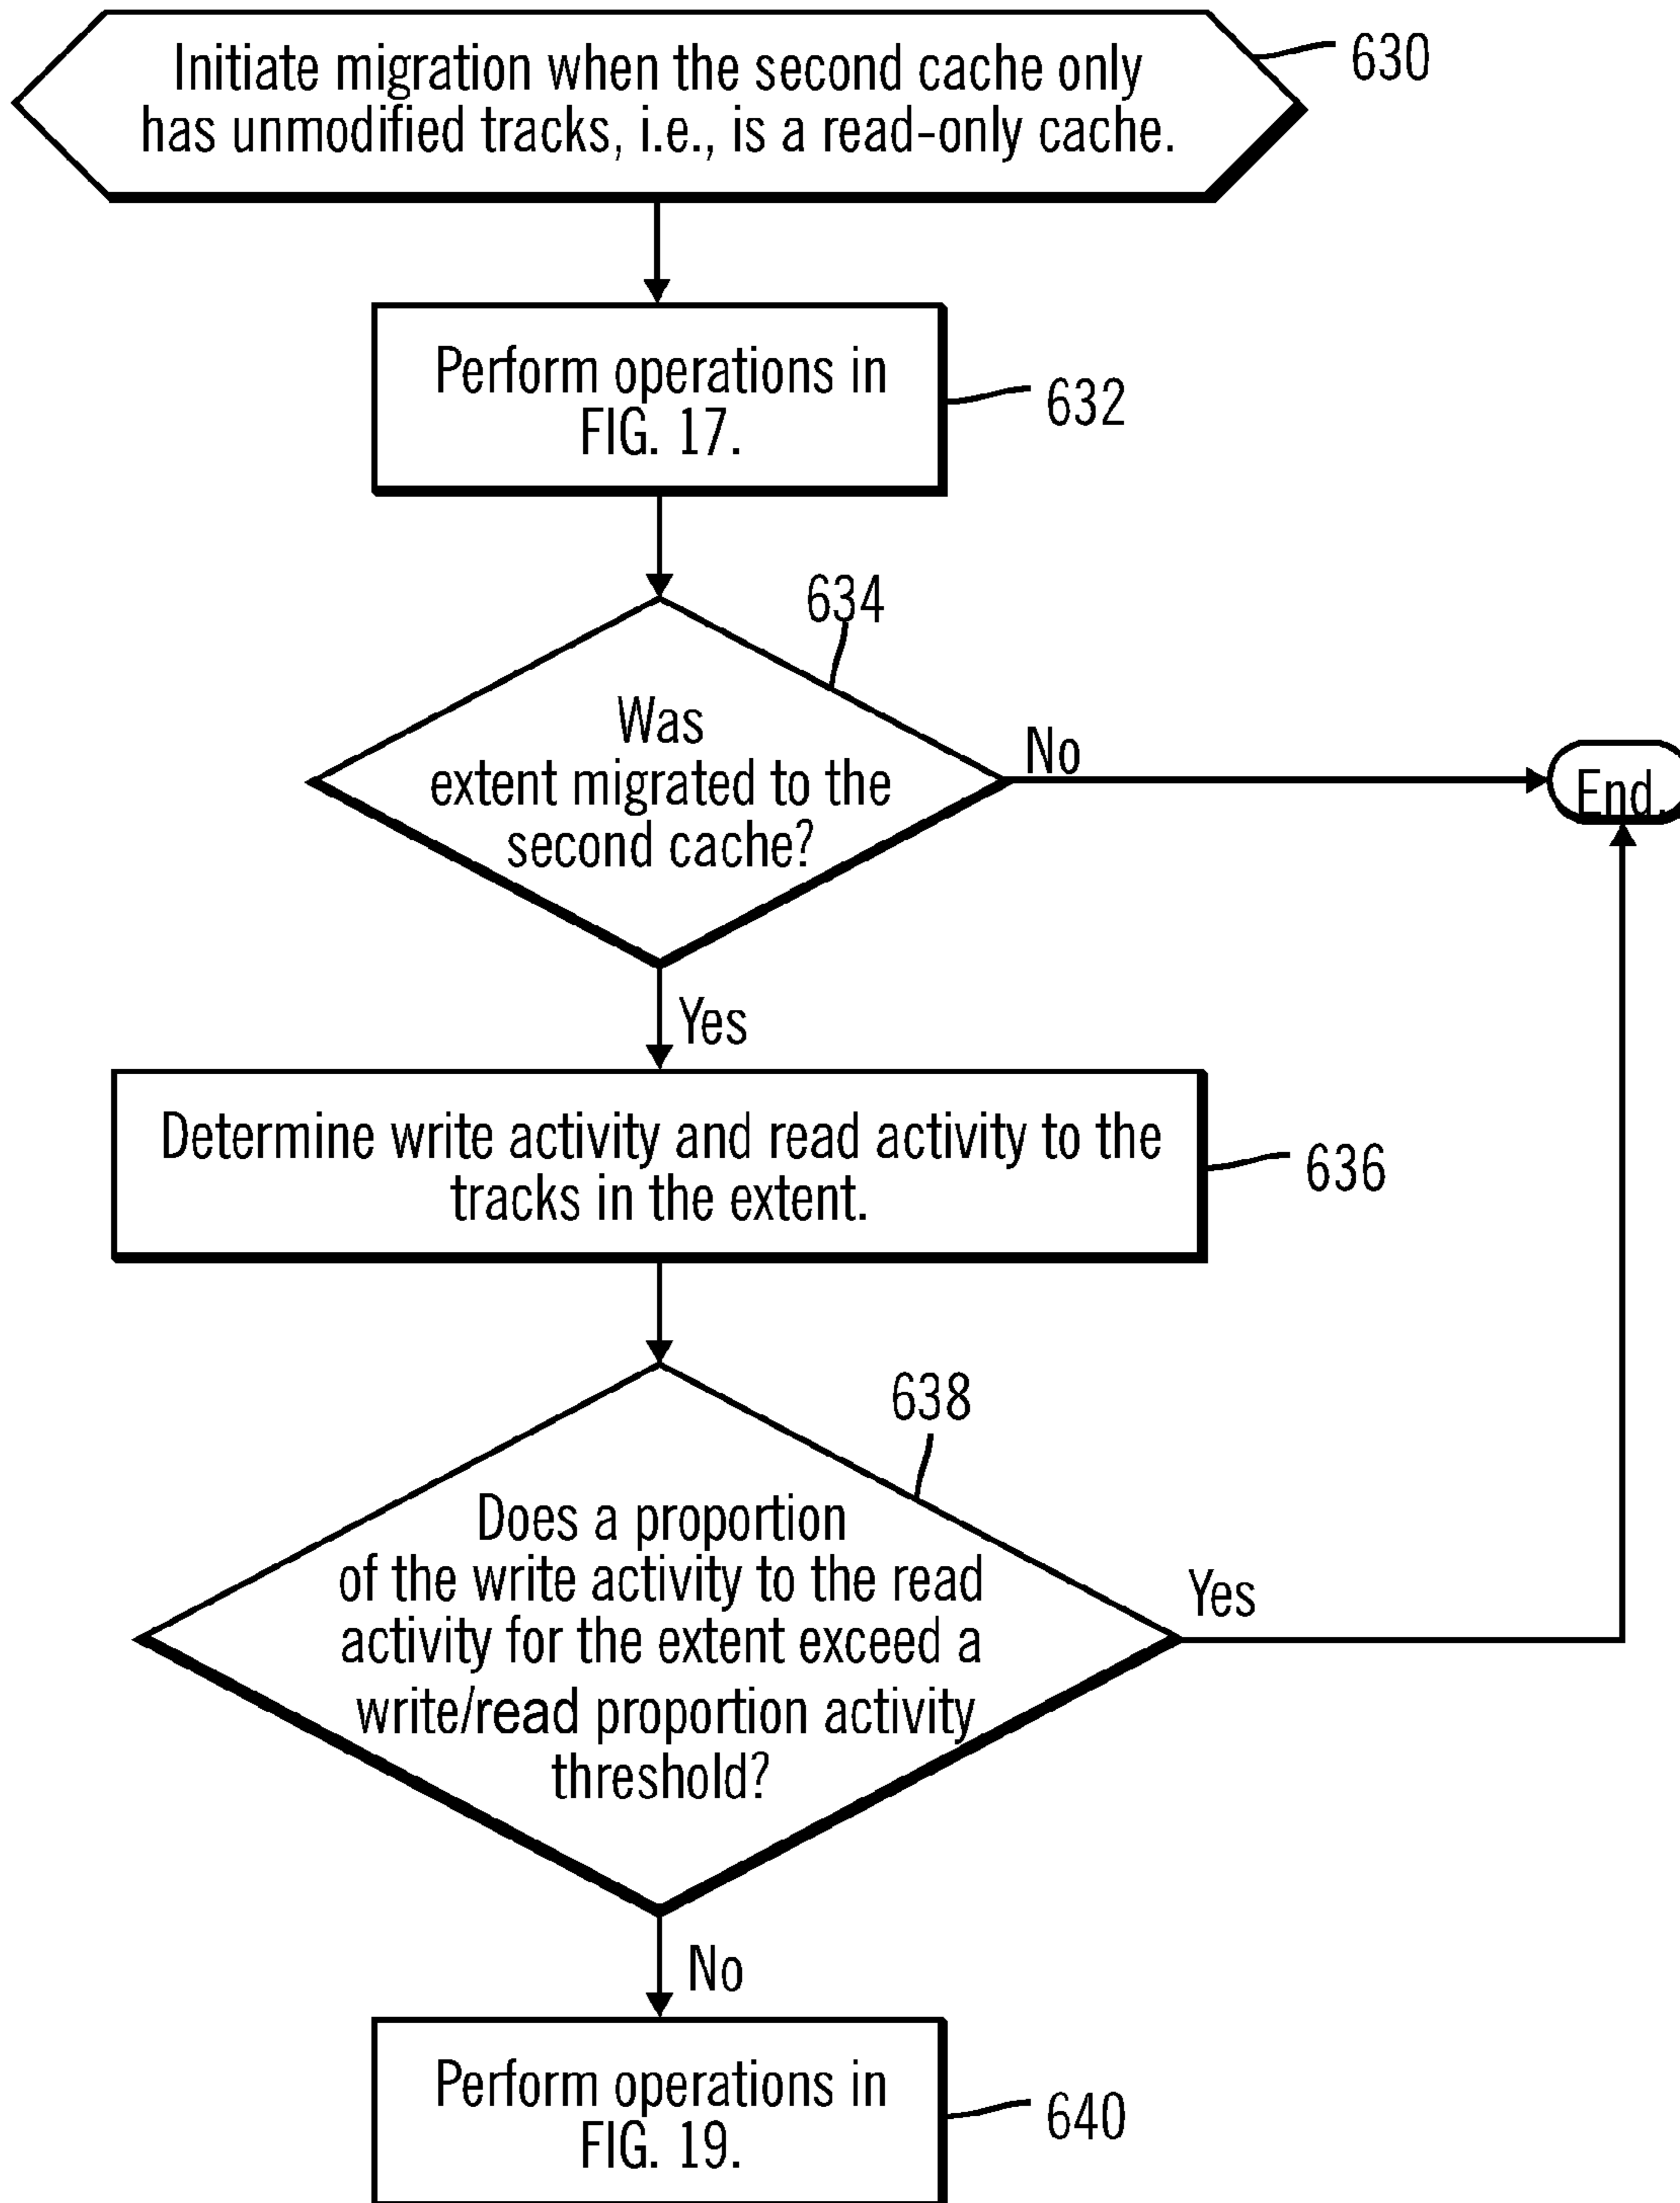 Initiate migration when the second cache only
has unmodified tracks, i.e., is a read-only cache.
630
Perform operations in
FIG. 17.
632
634
Was
extent migrated to the
second cache?
No
End.
Yes
Determine write activity and read activity to the
tracks in the extent.
636
638
Does a proportion
of the write activity to the read
activity for the extent exceed a
write/read proportion activity
threshold?
Yes
No
Perform operations in
FIG. 19.
640